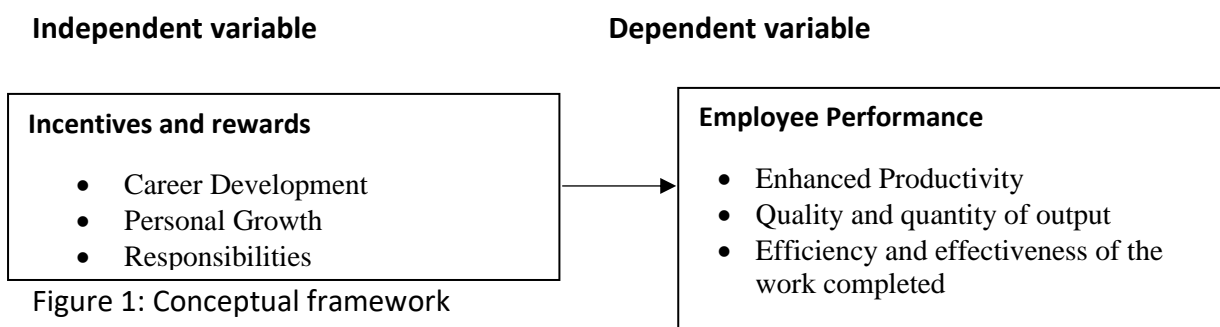 Independent variable
Dependent variable
Incentives and rewards
• Career Development
• Personal Growth
• Responsibilities
Employee Performance
• Enhanced Productivity
• Quality and quantity of output
• Efficiency and effectiveness of the
work completed
Figure 1: Conceptual framework